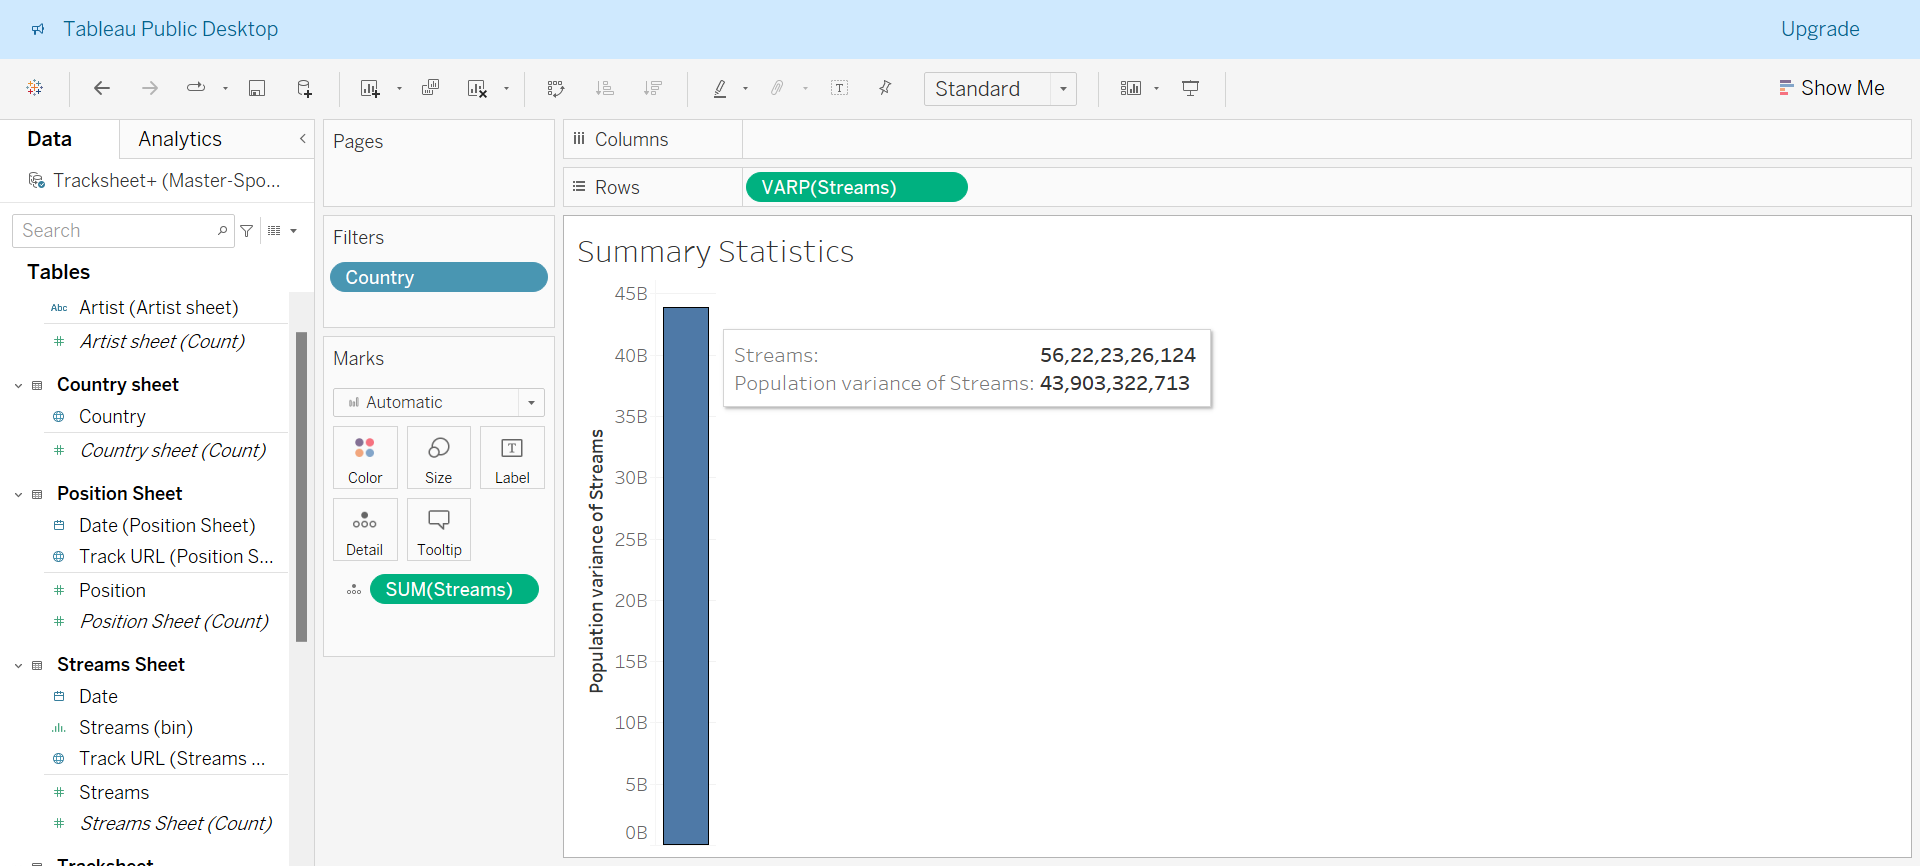 Tableau Public Desktop
Upgrade
Standard
Show Me
Data
Analytics
Tracksheet+ (Master-Spo...
Search
Tables
Abc
Artist (Artist sheet)
Artist sheet (Count)
Country sheet
Country
Country sheet (Count)
Position Sheet
Date (Position Sheet)
Track URL (Position S...
Position
Position Sheet (Count)
Streams Sheet
Date
Streams (bin)
Track URL (Streams ...
Streams
Streams Sheet (Count)
Tracksheet
Pages
Filters
Country
Marks
Automatic
Color
Size
T
Label
Detail
Tooltip
SUM(Streams)
Columns
Rows
VARP(Streams)
Summary Statistics
Population variance of Streams
45B
40B
35B
30B
25B
20B
15B
10B
5B
0B
Streams: 56,22,23,26,124
Population variance of Streams: 43,903,322,713